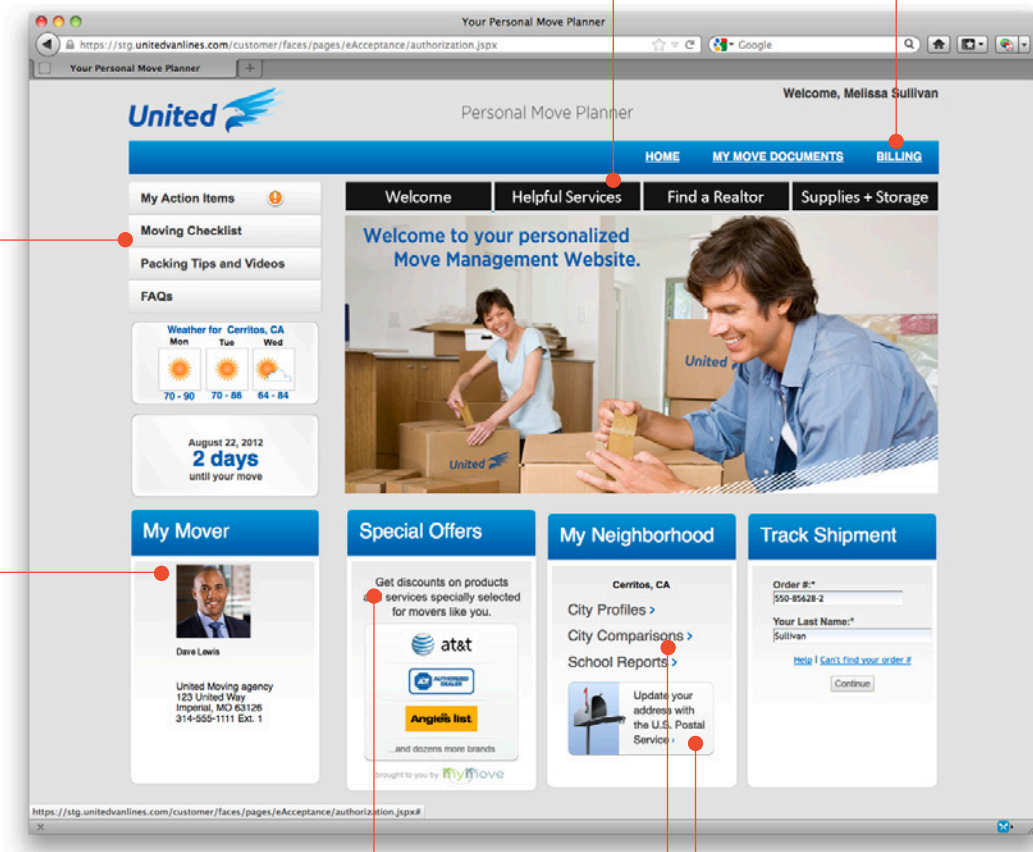 Your Personal Move Planner
https://stg.unitedvanlines.com/customer/faces/pages/eAcceptance/authorization.jspx
Google
Your Personal Move Planner
United
Personal Move Planner
Welcome, Melissa Sullivan
HOME MY MOVE DOCUMENTS BILLING
My Action Items
Moving Checklist
Packing Tips and Videos
FAQs
Welcome Helpful Services Find a Realtor Supplies + Storage
Welcome to your personalized
Move Management Website.
United
United
Weather for Cerritos, CA
Mon Tue Wed
70 - 90 70 - 86 64 - 84
August 22, 2012
2 days
until your move
My Mover
Dave Lewis
United Moving agency
123 United Way
Imperial, MO 63126
314-555-1111 Ext. 1
Special Offers
Get discounts on products
and services specially selected
for movers like you.
at&t
ADT AUTHORIZED
DEALER
Angie's list
...and dozens more brands
brought to you by mymove
My Neighborhood
Cerritos, CA
City Profiles >
City Comparisons >
School Reports >
Update your
address with
the U.S. Postal
Service ›
Track Shipment
Order #:*
550-85628-2
Your Last Name:*
Sullivan
Help | Can't find your order #
Continue
https://stg.unitedvanlines.com/customer/faces/pages/eAcceptance/authorization.jspx#